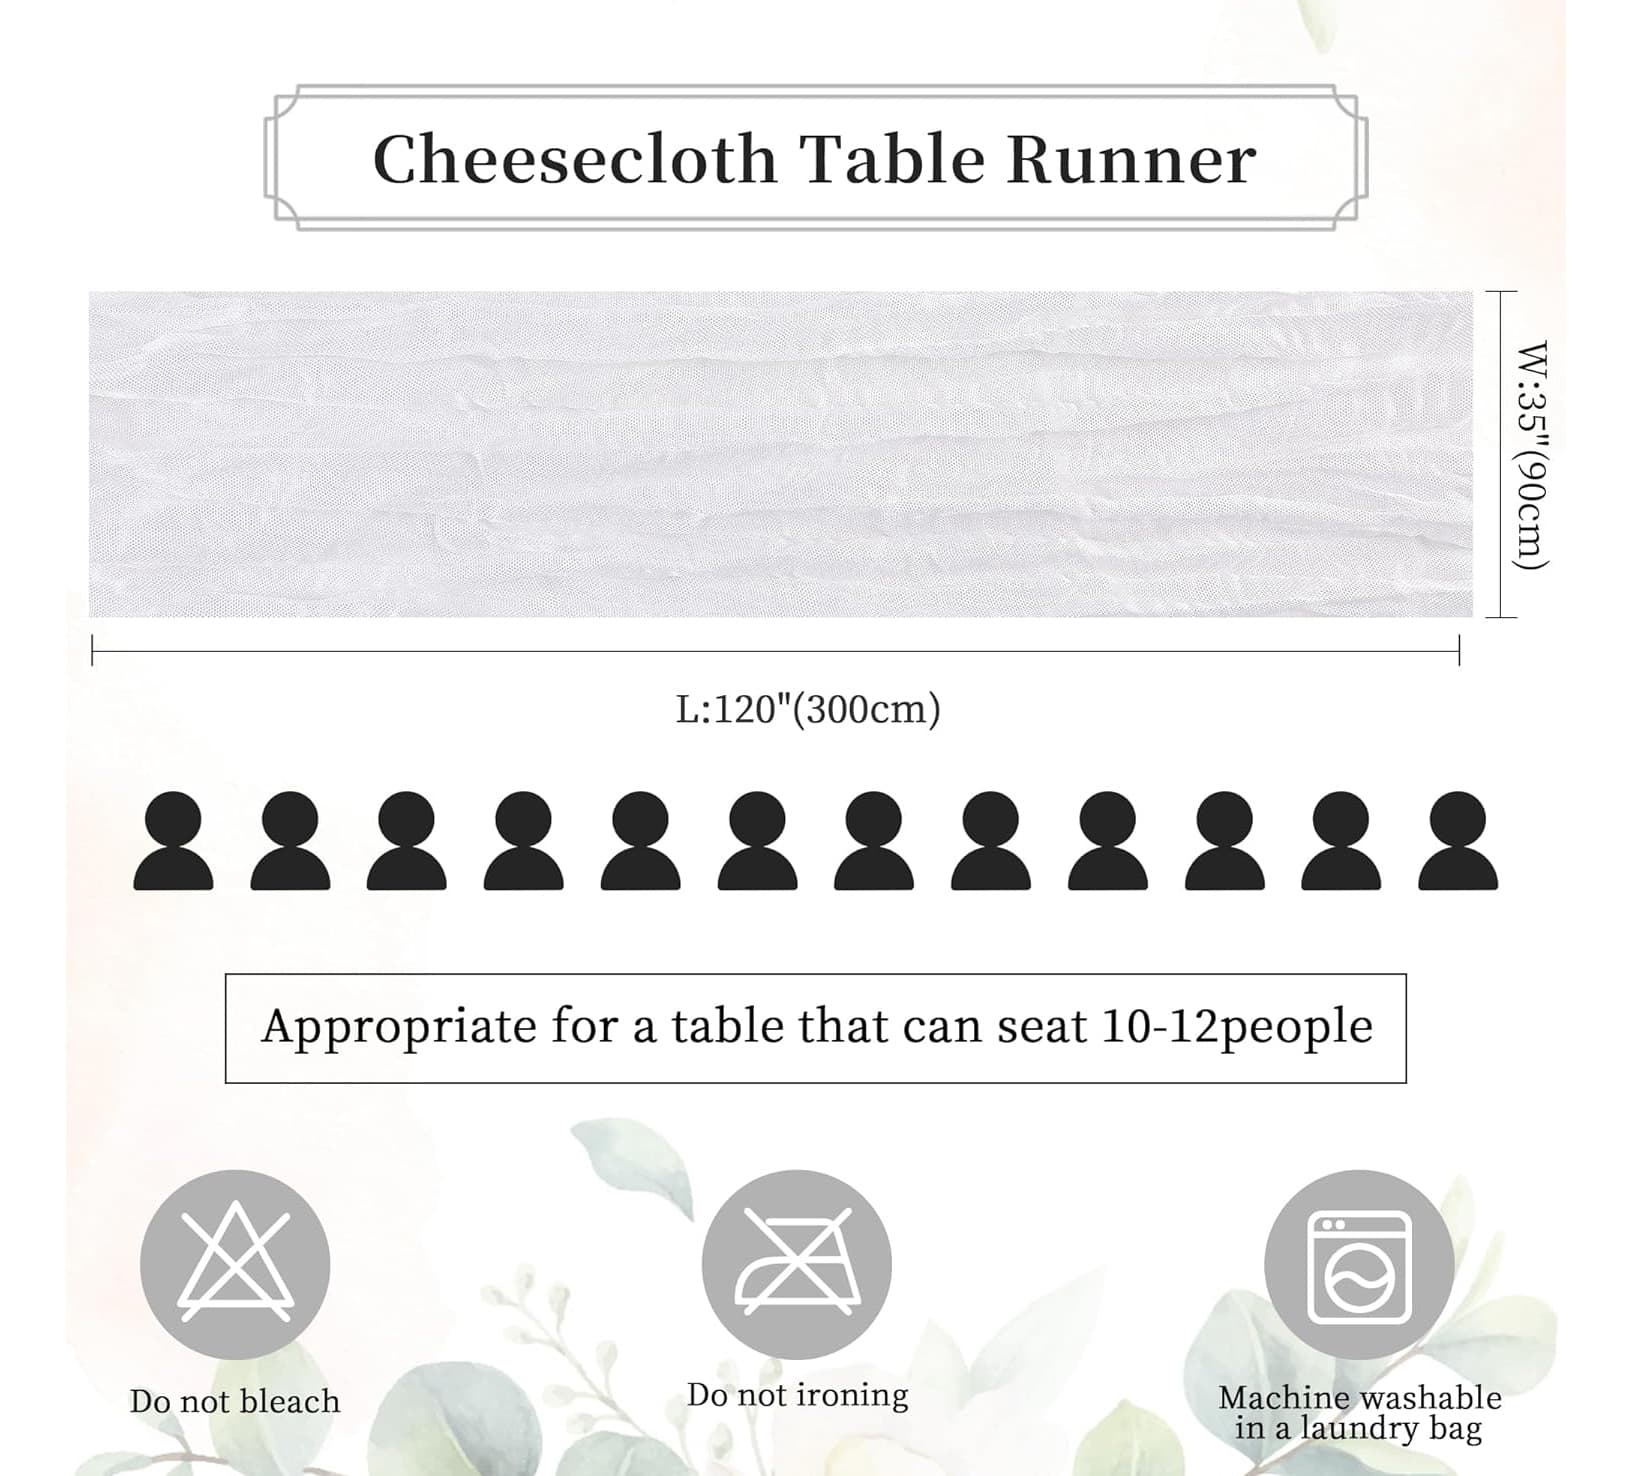 Cheesecloth Table Runner
W:35"(90cm)
L:120"(300cm)
Appropriate for a table that can seat 10-12people
Do not bleach
Do not ironing
Machine washable
in a laundry bag